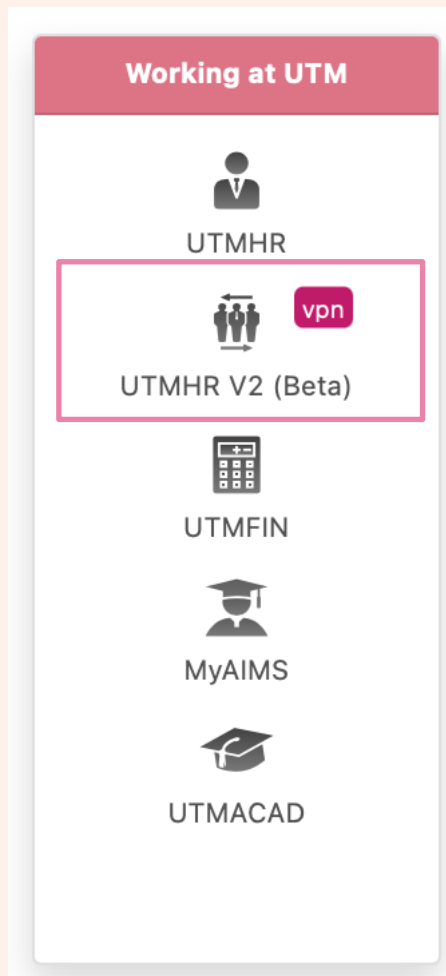 Working at UTM
UTMHR
vpn
UTMHR V2 (Beta)
UTMFIN
MyAIMS
UTMACAD